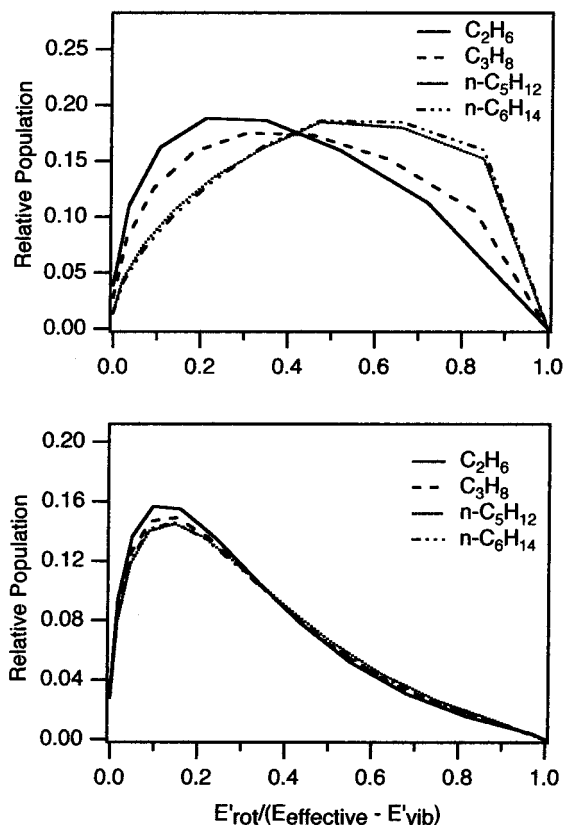 0.25
0.20
0.15
0.10
0.05
0.00
Relative Population
C₂H₆
C₃H₈
n-C₅H₁₂
n-C₆H₁₄
0.0 0.2 0.4 0.6 0.8 1.0
0.20
0.16
0.12
0.08
0.04
0.00
Relative Population
C₂H₆
C₃H₈
n-C₅H₁₂
n-C₆H₁₄
0.0 0.2 0.4 0.6 0.8 1.0
E'rot/(Eeffective - E'vib)